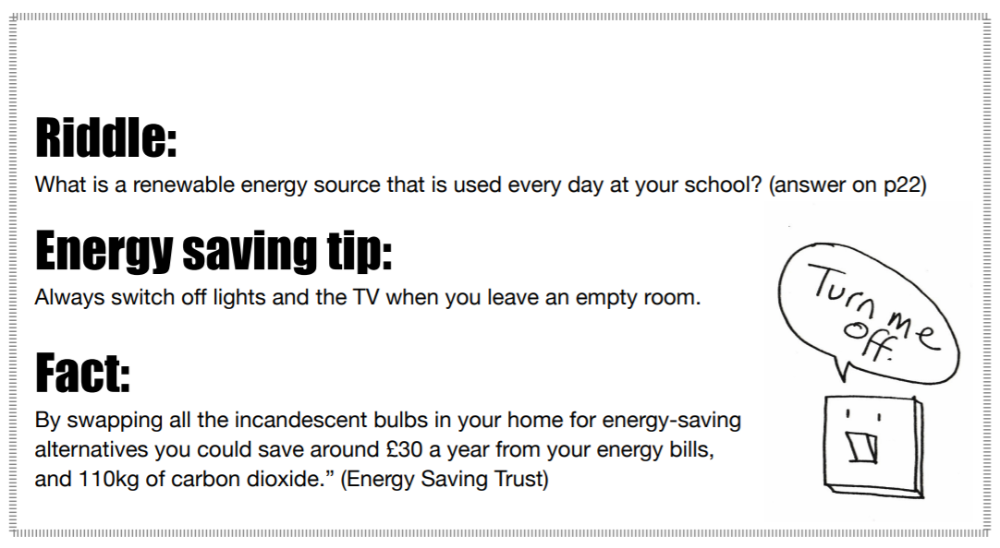 Riddle:
What is a renewable energy source that is used every day at your school? (answer on p22)
Energy saving tip:
Always switch off lights and the TV when you leave an empty room.
Turn me
Off.
Fact:
By swapping all the incandescent bulbs in your home for energy-saving
alternatives you could save around £30 a year from your energy bills,
and 110kg of carbon dioxide.” (Energy Saving Trust)